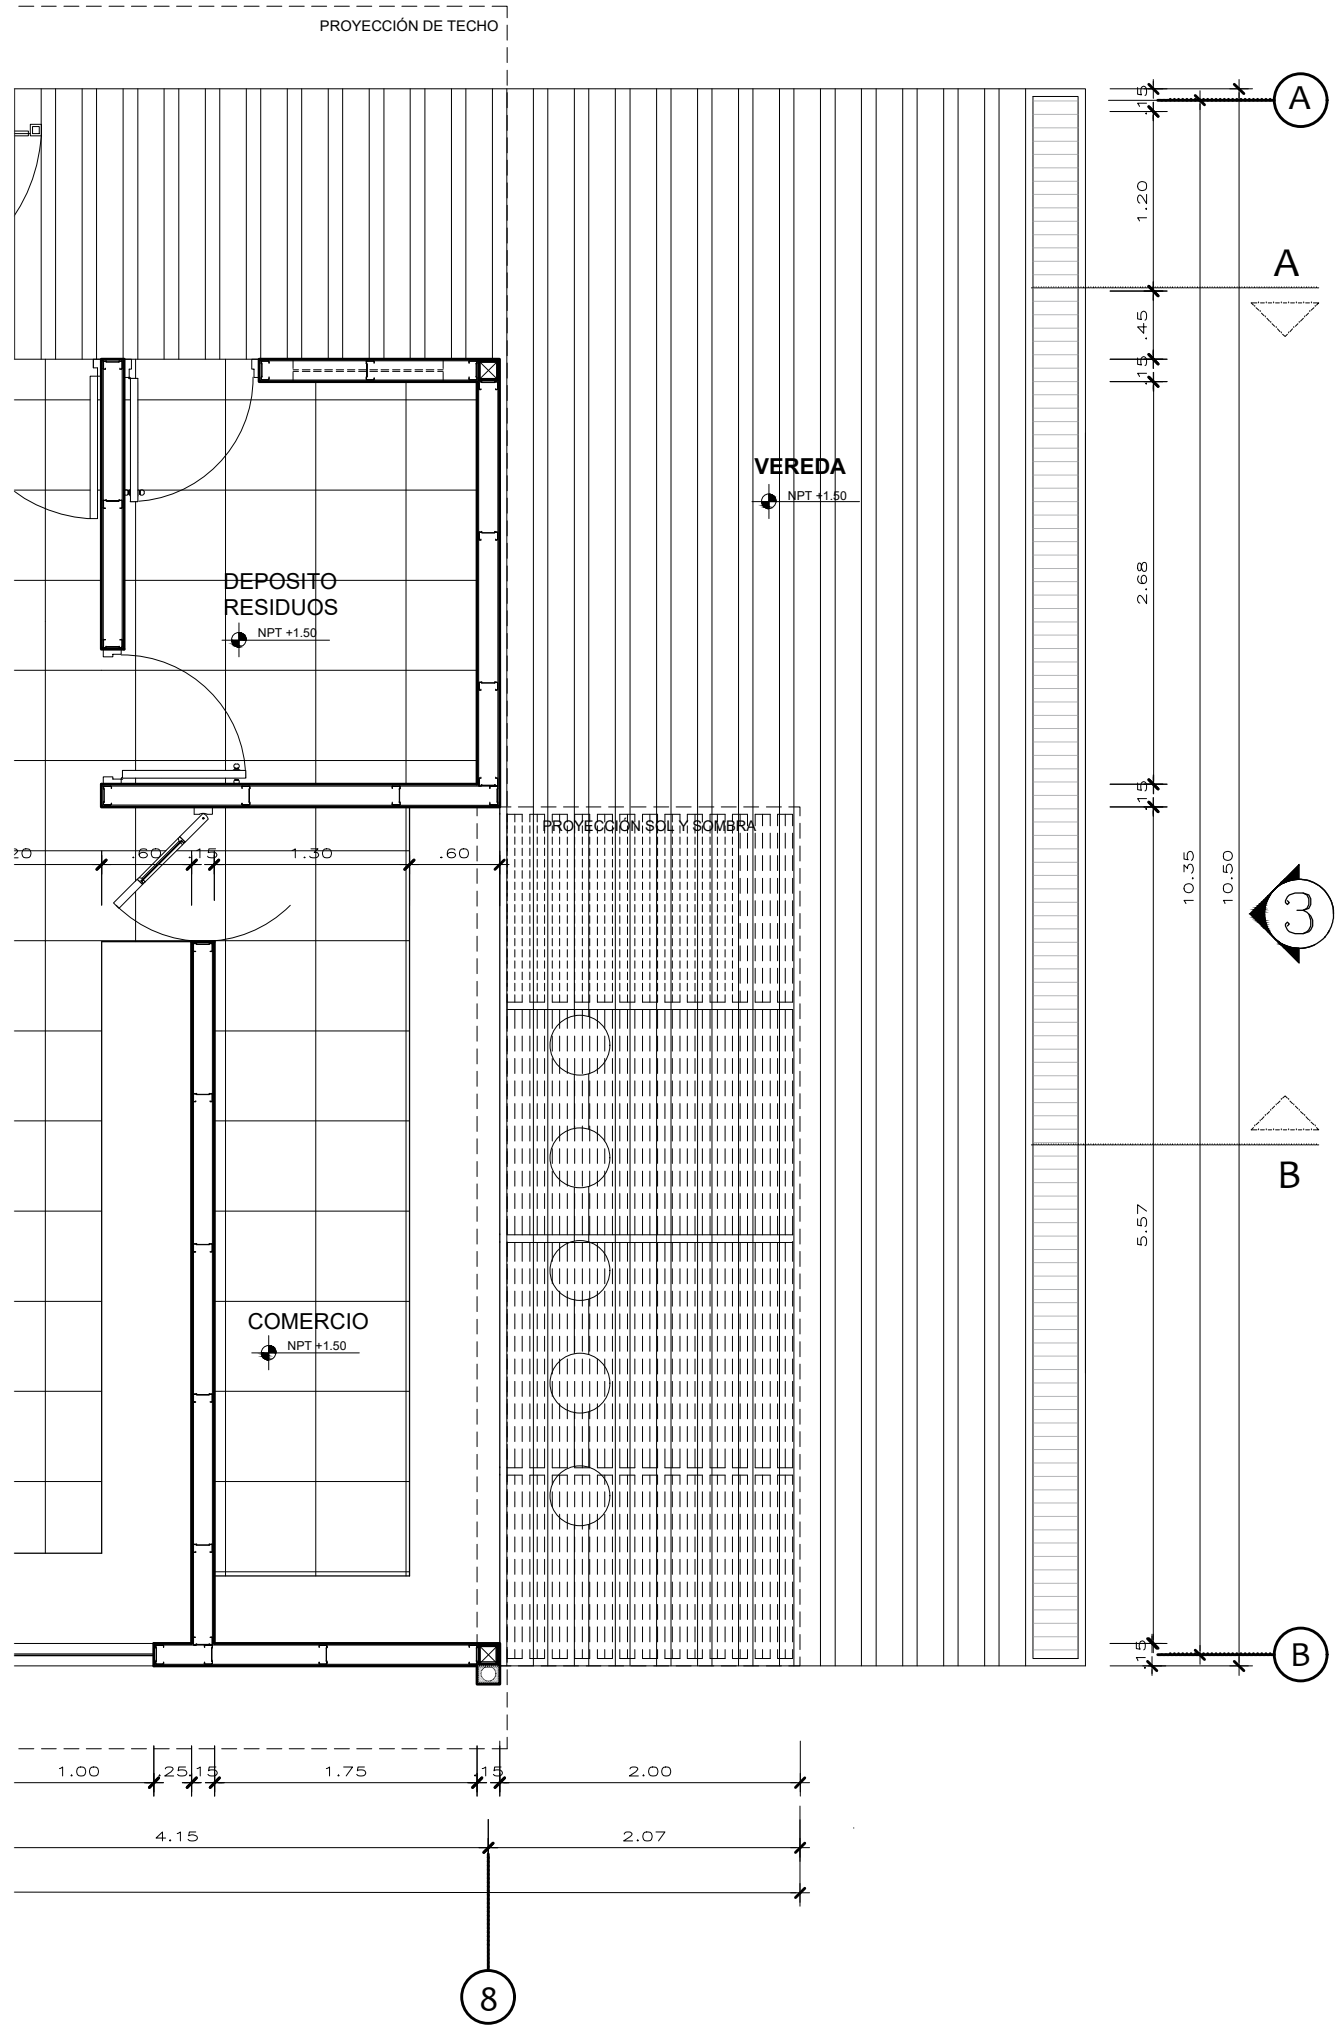 PROYECCIÓN DE TECHO
A
.15
1.20
A
.45
.15
VEREDA
NPT +1.50
2.68
DEPOSITO
RESIDUOS
NPT +1.50
.15
PROYECCIÓN SOL Y SOMBRA
20
.60
.15
1.30
.60
10.35
10.50
3
B
5.57
COMERCIO
NPT +1.50
.15
B
1.00
.25
.15
1.75
.15
2.00
4.15
2.07
8